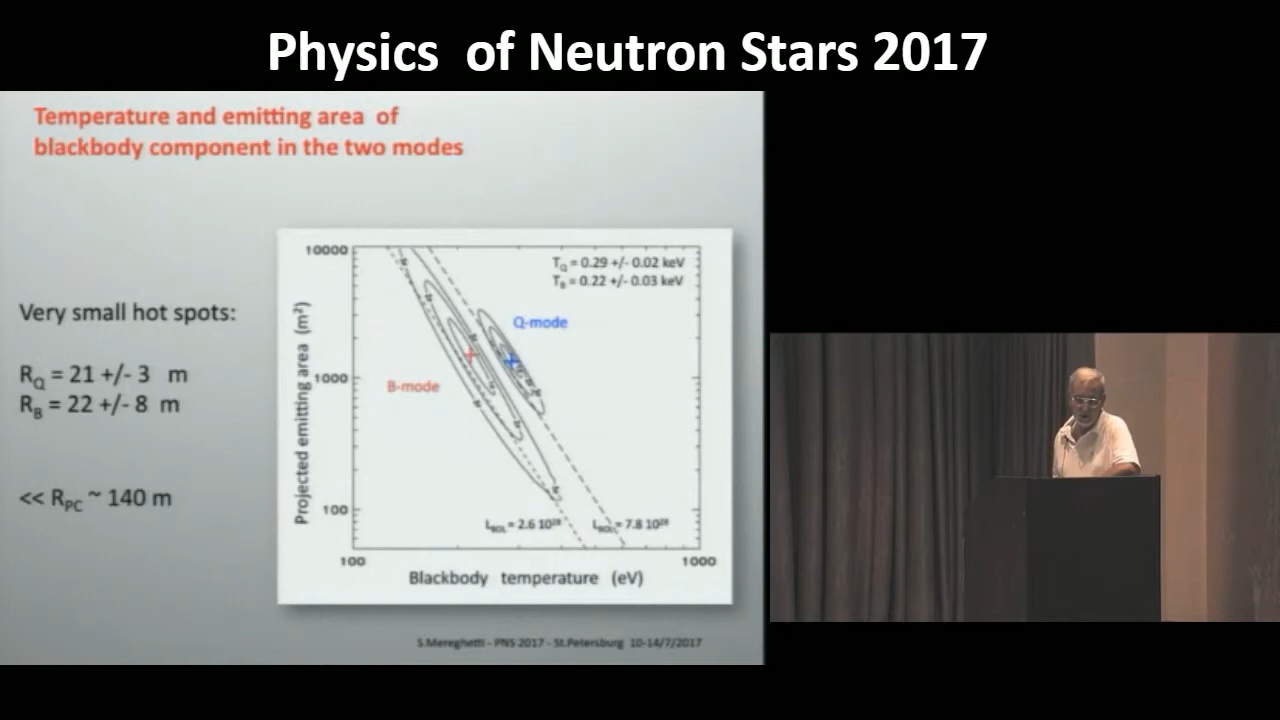 Physics of Neutron Stars 2017
Temperature and emitting area of
blackbody component in the two modes
Very small hot spots:
R_Q = 21 +/- 3 m
R_B = 22 +/- 8 m
<< R_PC ~ 140 m
10000
1000
100
Projected emitting area (m²)
T_Q = 0.29 +/- 0.02 keV
T_B = 0.22 +/- 0.03 keV
Q-mode
B-mode
L_BOL = 2.6 10²⁸
L_BOL = 7.8 10²⁸
100
1000
Blackbody temperature (eV)
S.Mereghetti - PNS 2017 - St.Petersburg 10-14/7/2017